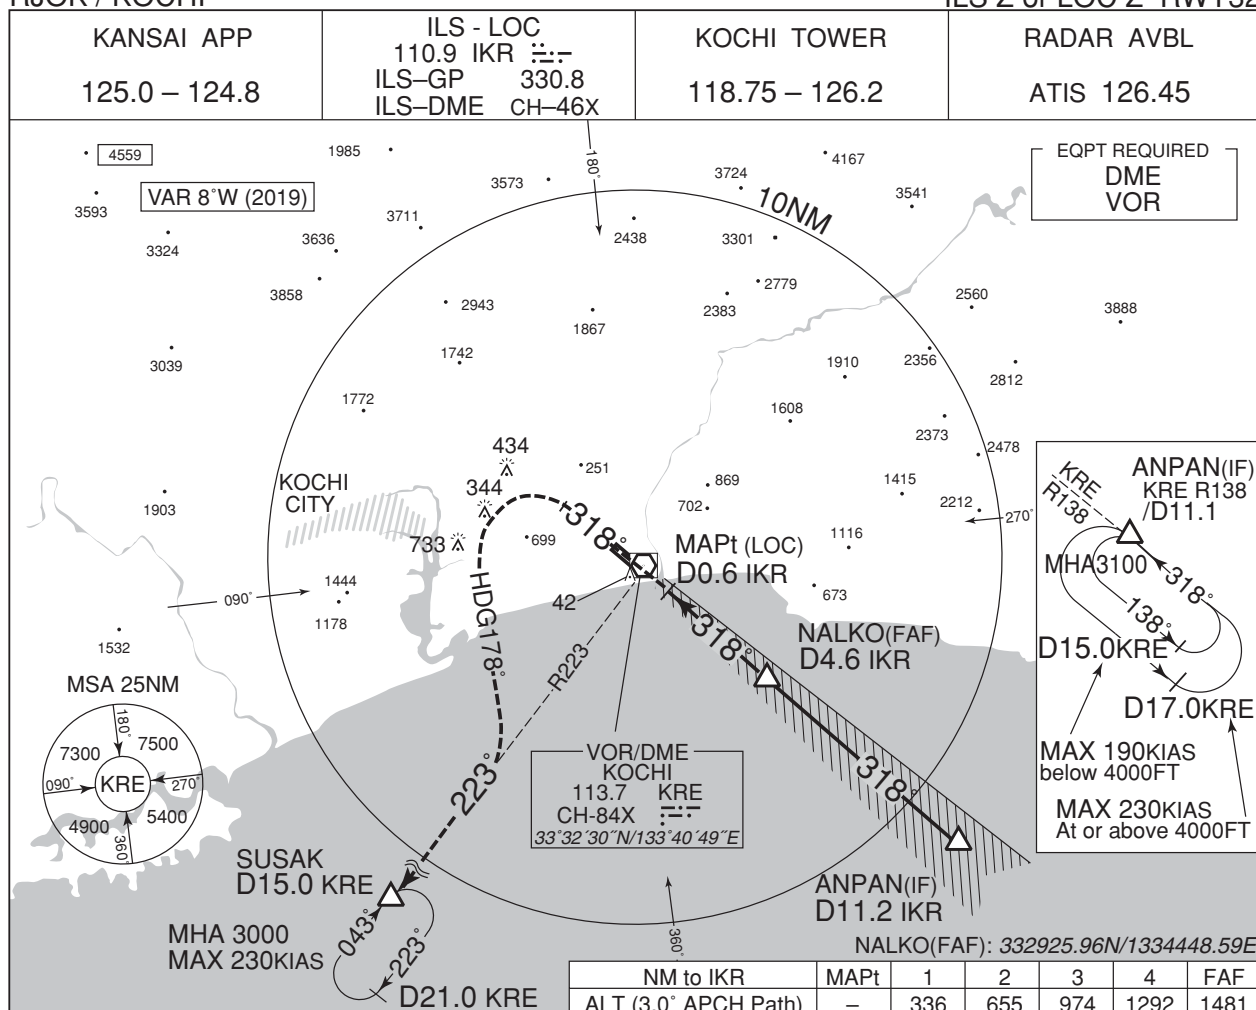 RJOK / KOCHI
ILS Z or LOC Z RWY32
KANSAI APP
125.0 – 124.8
ILS - LOC
110.9 IKR
ILS–GP 330.8
ILS–DME CH–46X
KOCHI TOWER
118.75 – 126.2
RADAR AVBL
ATIS 126.45
4559
1985
3573
180°
3724
4167
EQPT REQUIRED
DME
VOR
3593
VAR 8°W (2019)
3711
10NM
3541
3324
3636
2438
3301
3858
2943
2383
2779
2560
3888
1867
3039
1742
1910
2356
2812
1772
1608
2373
2478
434
251
KOCHI
CITY
344
869
1415
1903
702
2212
270°
733
699
318°
MAPt (LOC)
D0.6 IKR
1116
1444
090°
1178
42
673
1532
HDG178°
R223
318°
NALKO(FAF)
D4.6 IKR
KRE
R138
ANPAN(IF)
KRE R138
/D11.1
MHA3100
318°
138°
D15.0KRE
D17.0KRE
MAX 190KIAS
below 4000FT
MAX 230KIAS
At or above 4000FT
MSA 25NM
180°
7300
7500
090°
KRE
270°
4900
5400
360°
223°
VOR/DME
KOCHI
113.7 KRE
CH-84X
33°32′30″N/133°40′49″E
318°
SUSAK
D15.0 KRE
ANPAN(IF)
D11.2 IKR
MHA 3000
MAX 230KIAS
043°
223°
D21.0 KRE
360°
NALKO(FAF): 332925.96N/1334448.59E
NM to IKR MAPt 1 2 3 4 FAF
ALT (3.0° APCH Path) – 336 655 974 1292 1481